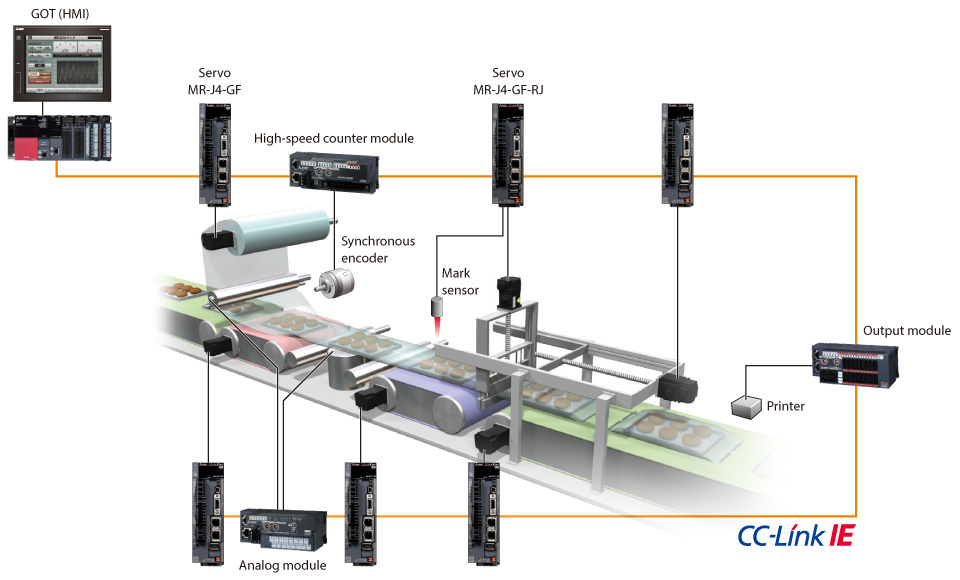 GOT (HMI)
Servo
MR-J4-GF
Servo
MR-J4-GF-RJ
High-speed counter module
Synchronous
encoder
Mark
sensor
Output module
Printer
Analog module
CC-Link IE